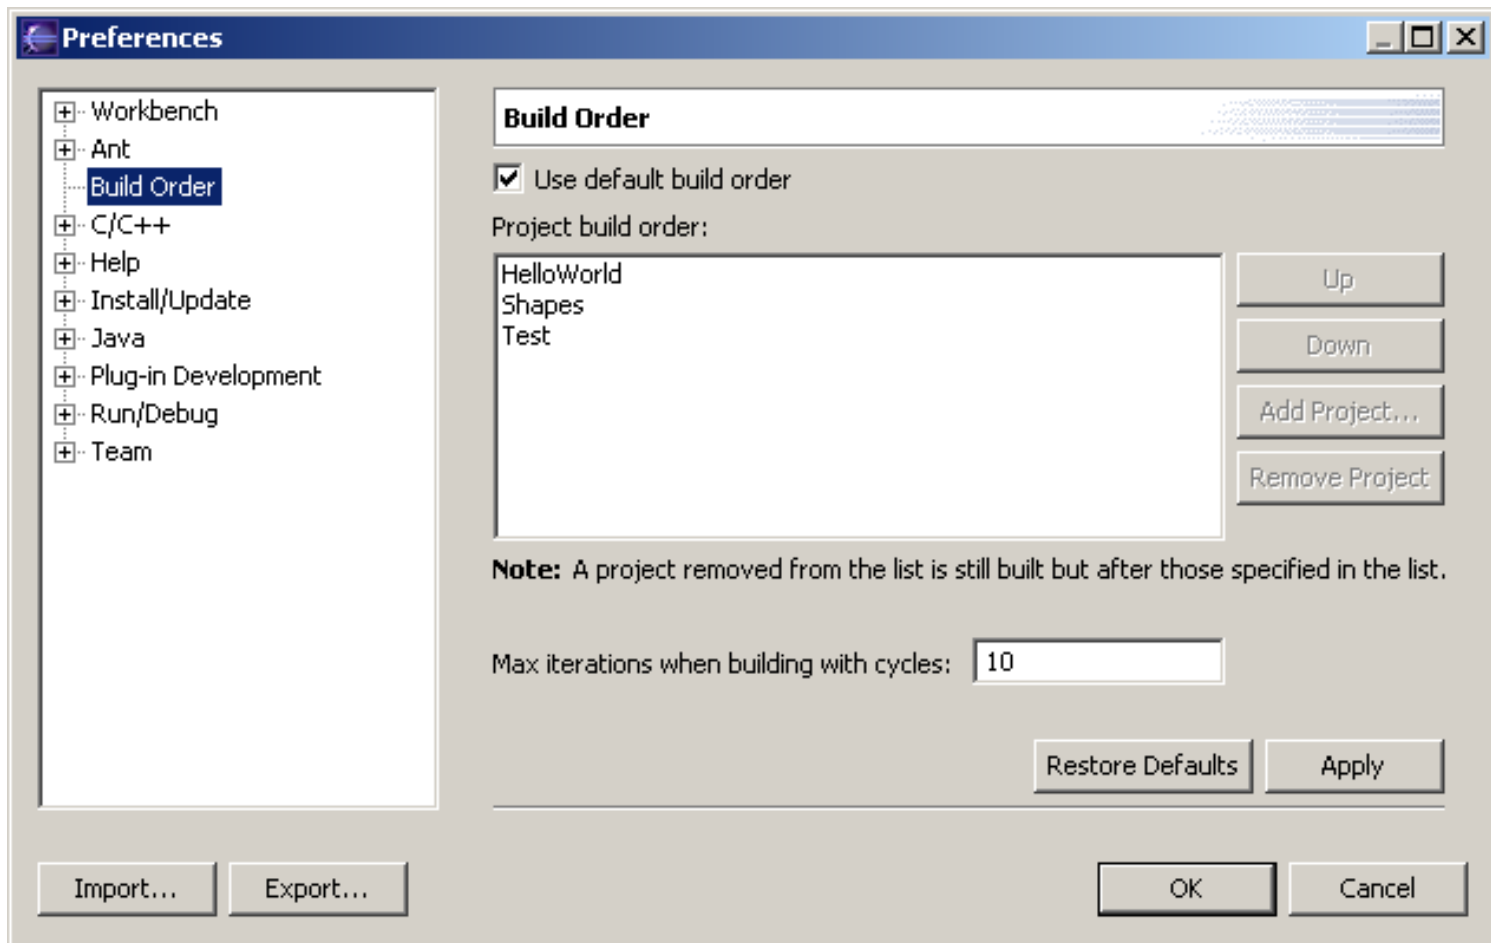 Preferences
Workbench
Ant
Build Order
C/C++
Help
Install/Update
Java
Plug-in Development
Run/Debug
Team
Build Order
Use default build order
Project build order:
HelloWorld
Shapes
Test
Up
Down
Add Project...
Remove Project
Note: A project removed from the list is still built but after those specified in the list.
Max iterations when building with cycles: 10
Restore Defaults Apply
Import... Export... OK Cancel